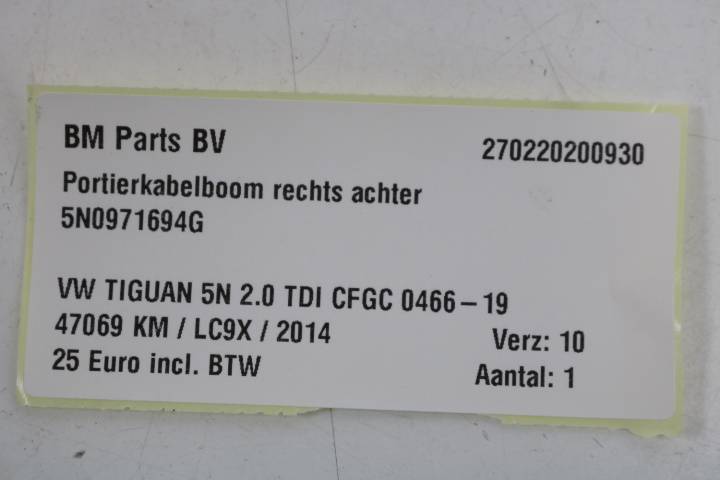 BM Parts BV 270220200930
Portierkabelboom rechts achter
5N0971694G
VW TIGUAN 5N 2.0 TDI CFGC 0466-19
47069 KM / LC9X / 2014 Verz: 10
25 Euro incl. BTW Aantal: 1